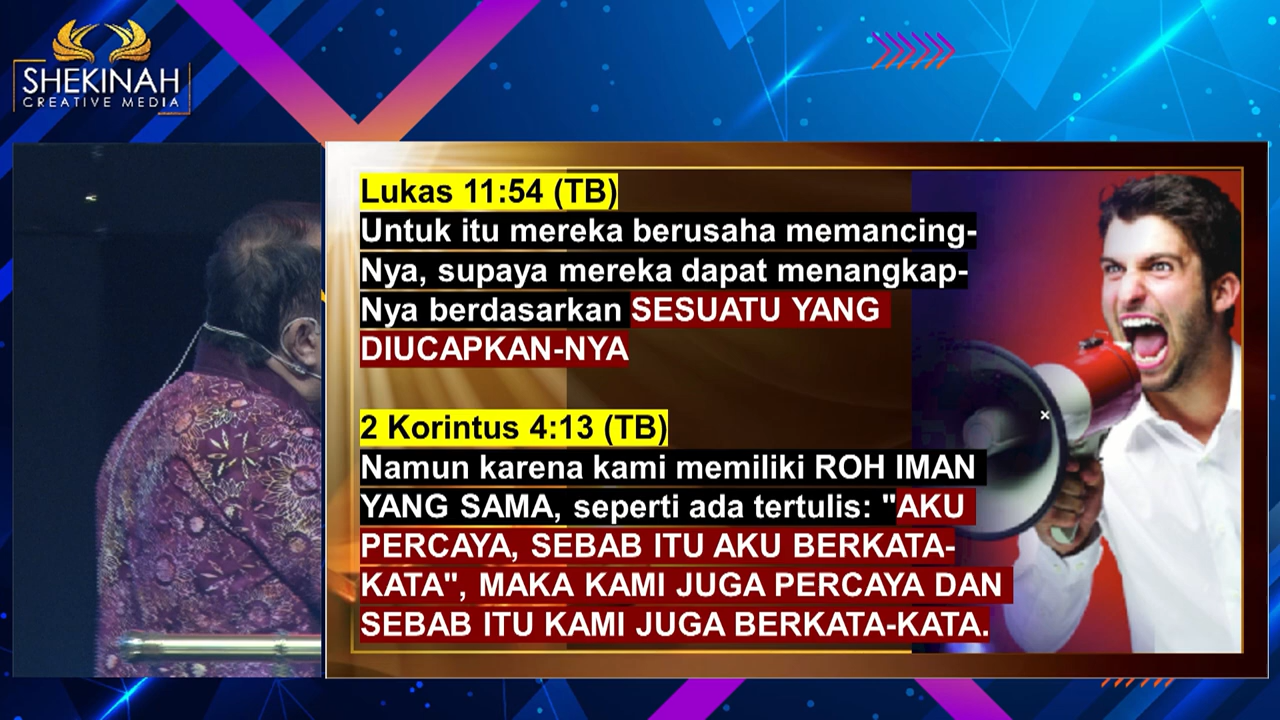 SHEKINAH
CREATIVE MEDIA
Lukas 11:54 (TB)
Untuk itu mereka berusaha memancing-
Nya, supaya mereka dapat menangkap-
Nya berdasarkan SESUATU YANG
DIUCAPKAN-NYA
2 Korintus 4:13 (TB)
Namun karena kami memiliki ROH IMAN
YANG SAMA, seperti ada tertulis: "AKU
PERCAYA, SEBAB ITU AKU BERKATA-
KATA", MAKA KAMI JUGA PERCAYA DAN
SEBAB ITU KAMI JUGA BERKATA-KATA.